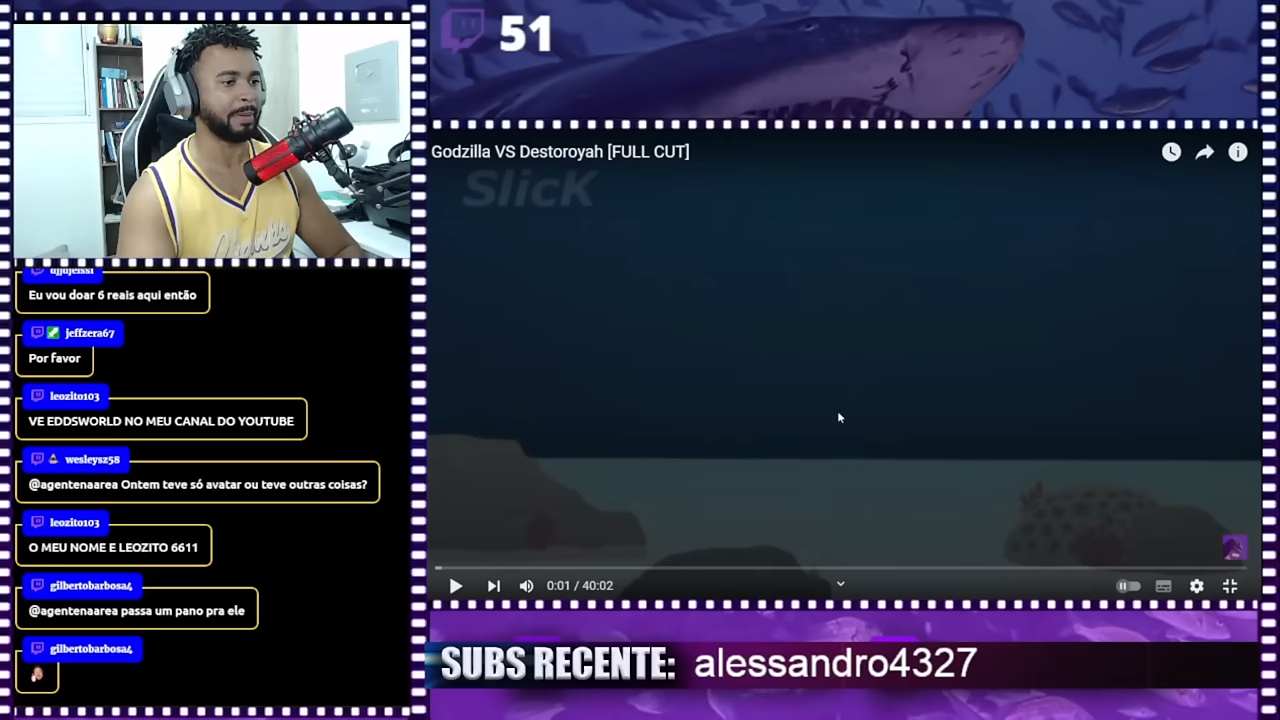 51
Godzilla VS Destoroyah [FULL CUT]
SlicK
Eu vou doar 6 reais aqui então
jeffzera67
Por favor
leozito103
VE EDDSWORLD NO MEU CANAL DO YOUTUBE
wesleysz58
@agentenaarea Ontem teve só avatar ou teve outras coisas?
leozito103
O MEU NOME E LEOZITO 6611
gilbertobarbosa4
@agentenaarea passa um pano pra ele
gilbertobarbosa4
0:01 / 40:02
SUBS RECENTE: alessandro4327